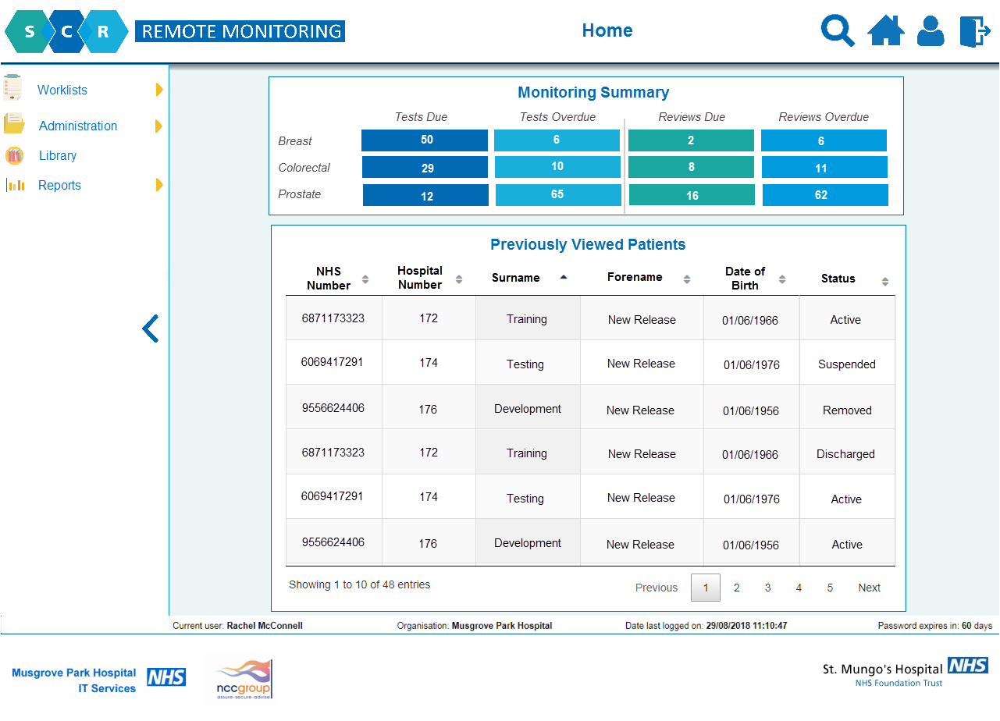 S C R REMOTE MONITORING
Home
Worklists
Administration
Library
Reports
Monitoring Summary
Tests Due Tests Overdue Reviews Due Reviews Overdue
Breast 50 6 2 6
Colorectal 29 10 8 11
Prostate 12 65 16 62
Previously Viewed Patients
NHS Number Hospital Number Surname Forename Date of Birth Status
6871173323 172 Training New Release 01/06/1966 Active
6069417291 174 Testing New Release 01/06/1976 Suspended
9556624406 176 Development New Release 01/06/1956 Removed
6871173323 172 Training New Release 01/06/1966 Discharged
6069417291 174 Testing New Release 01/06/1976 Active
9556624406 176 Development New Release 01/06/1956 Active
Showing 1 to 10 of 48 entries Previous 1 2 3 4 5 Next
Current user: Rachel McConnell Organisation: Musgrove Park Hospital Date last logged on: 29/08/2018 11:10:47 Password expires in: 60 days
Musgrove Park Hospital NHS
IT Services
nccgroup
assure·secure·advise
St. Mungo's Hospital NHS
NHS Foundation Trust